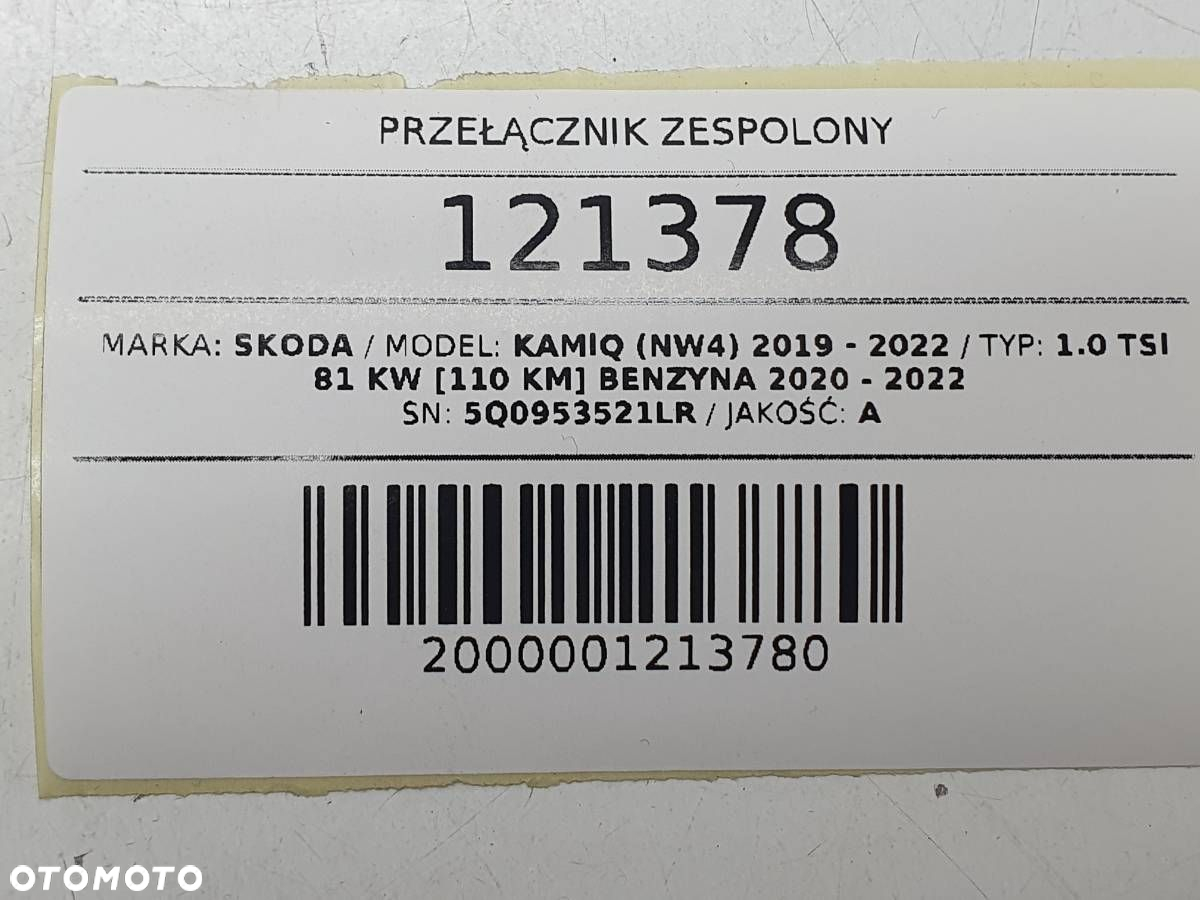 PRZEŁĄCZNIK ZESPOLONY
121378
MARKA: SKODA / MODEL: KAMIQ (NW4) 2019 - 2022 / TYP: 1.0 TSI
81 KW [110 KM] BENZYNA 2020 - 2022
SN: 5Q0953521LR / JAKOŚĆ: A
2000001213780
OTOMOTO